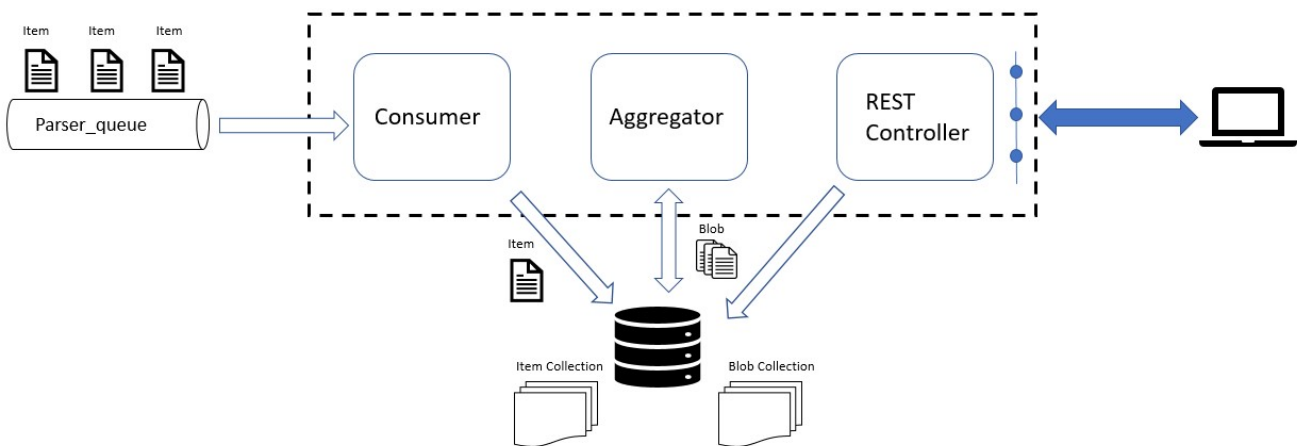 Item
Item
Item
Parser_queue
Consumer
Aggregator
REST
Controller
Item
Blob
Item Collection
Blob Collection